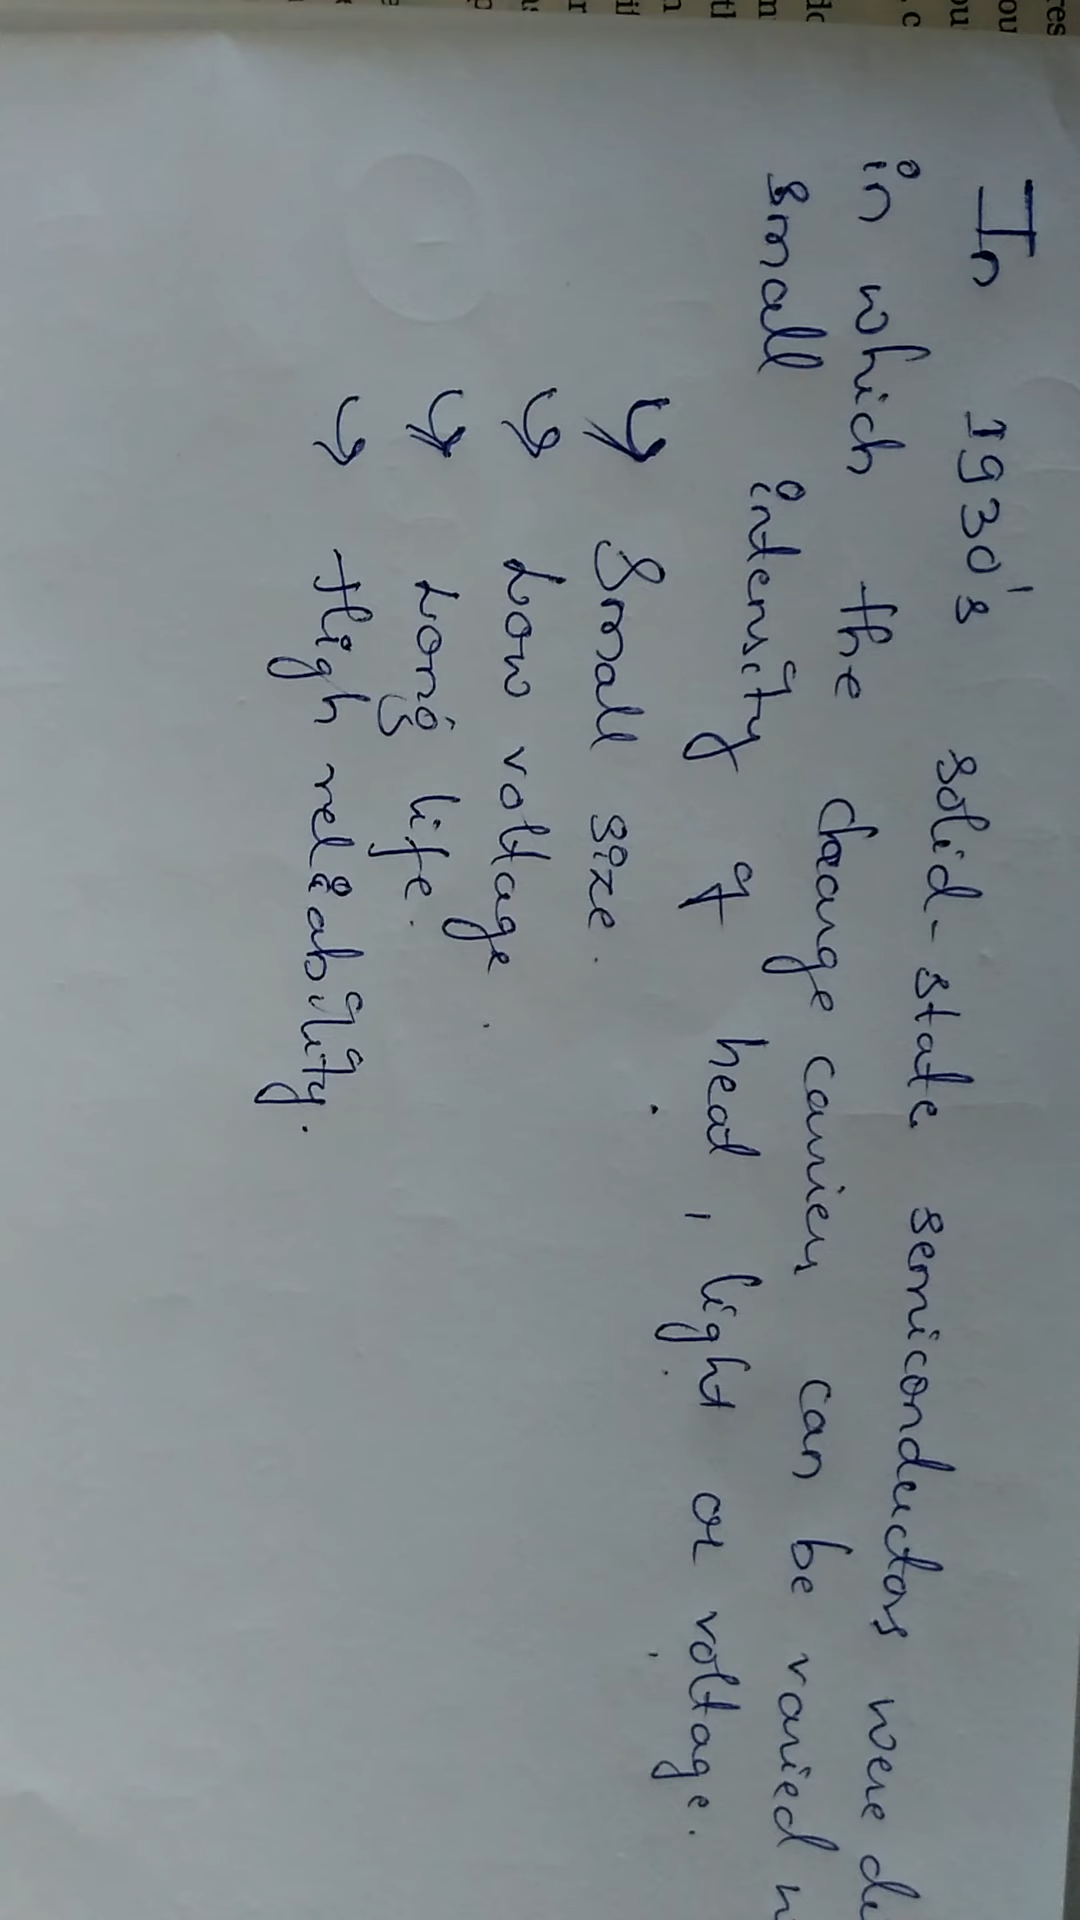 In 1930's solid-state semiconductors were
in which the charge carrier can be varied
small intensity of heat, light or voltage.
→ Small size.
→ Low voltage.
→ Long life.
→ High reliability.